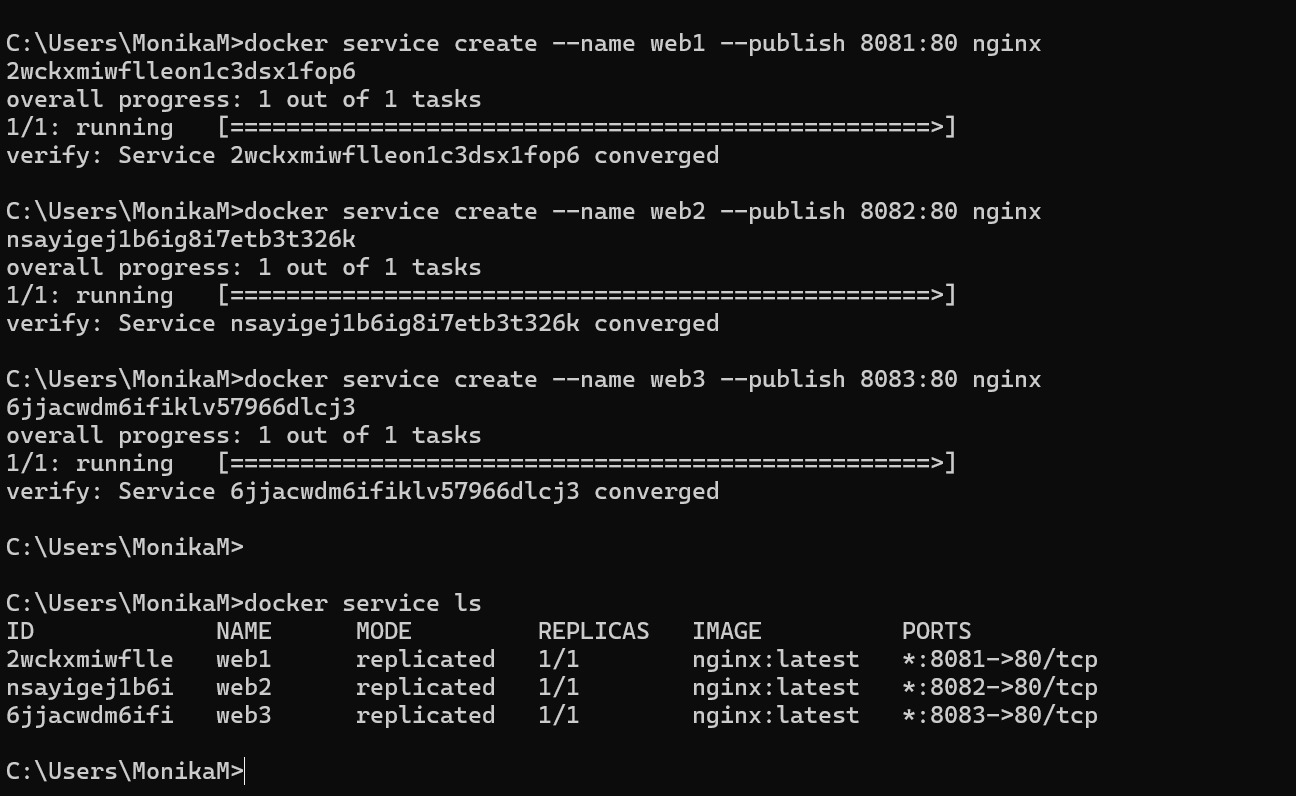 C:\Users\MonikaM>docker service create --name web1 --publish 8081:80 nginx
2wckxmiwflleon1c3dsx1fop6
overall progress: 1 out of 1 tasks
1/1: running   [==================================================>]
verify: Service 2wckxmiwflleon1c3dsx1fop6 converged
C:\Users\MonikaM>docker service create --name web2 --publish 8082:80 nginx
nsayigej1b6ig8i7etb3t326k
overall progress: 1 out of 1 tasks
1/1: running   [==================================================>]
verify: Service nsayigej1b6ig8i7etb3t326k converged
C:\Users\MonikaM>docker service create --name web3 --publish 8083:80 nginx
6jjacwdm6ifiklv57966dlcj3
overall progress: 1 out of 1 tasks
1/1: running   [==================================================>]
verify: Service 6jjacwdm6ifiklv57966dlcj3 converged
C:\Users\MonikaM>
C:\Users\MonikaM>docker service ls
ID             NAME      MODE         REPLICAS   IMAGE          PORTS
2wckxmiwflle   web1      replicated   1/1        nginx:latest   *:8081->80/tcp
nsayigej1b6i   web2      replicated   1/1        nginx:latest   *:8082->80/tcp
6jjacwdm6ifi   web3      replicated   1/1        nginx:latest   *:8083->80/tcp
C:\Users\MonikaM>